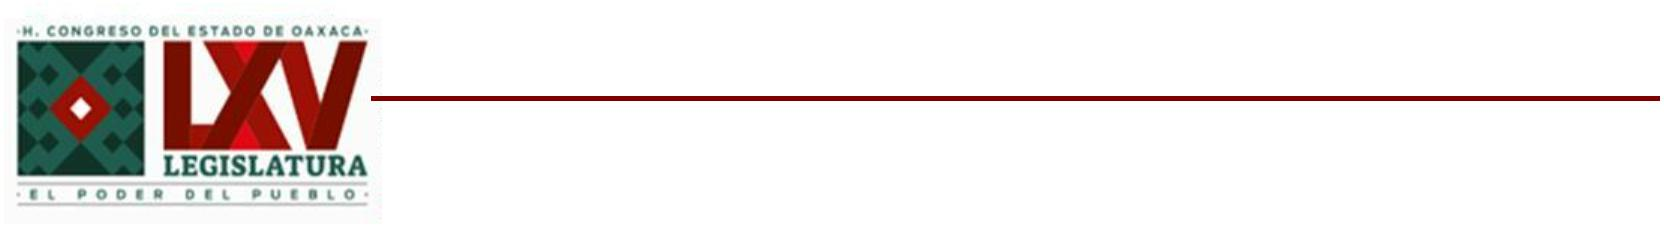 ·H. CONGRESO DEL ESTADO DE OAXACA·
LXV
LEGISLATURA
·EL PODER DEL PUEBLO·